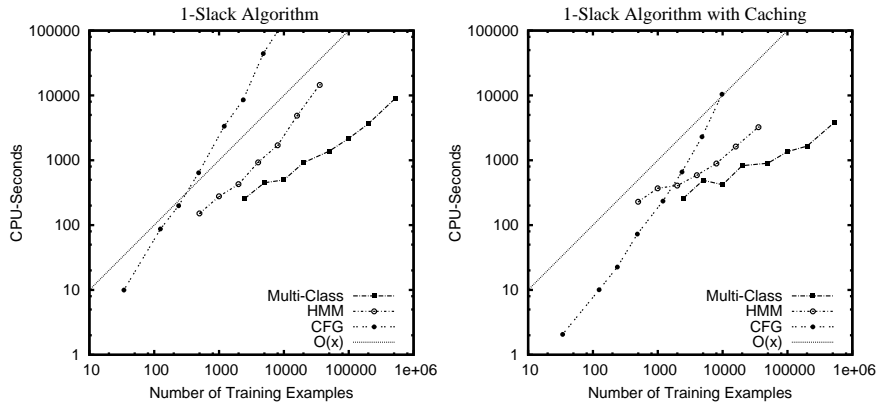 1-Slack Algorithm
100000
10000
1000
100
10
1
CPU-Seconds
Multi-Class
HMM
CFG
O(x)
10 100 1000 10000 100000 1e+06
Number of Training Examples
1-Slack Algorithm with Caching
100000
10000
1000
100
10
1
CPU-Seconds
Multi-Class
HMM
CFG
O(x)
10 100 1000 10000 100000 1e+06
Number of Training Examples